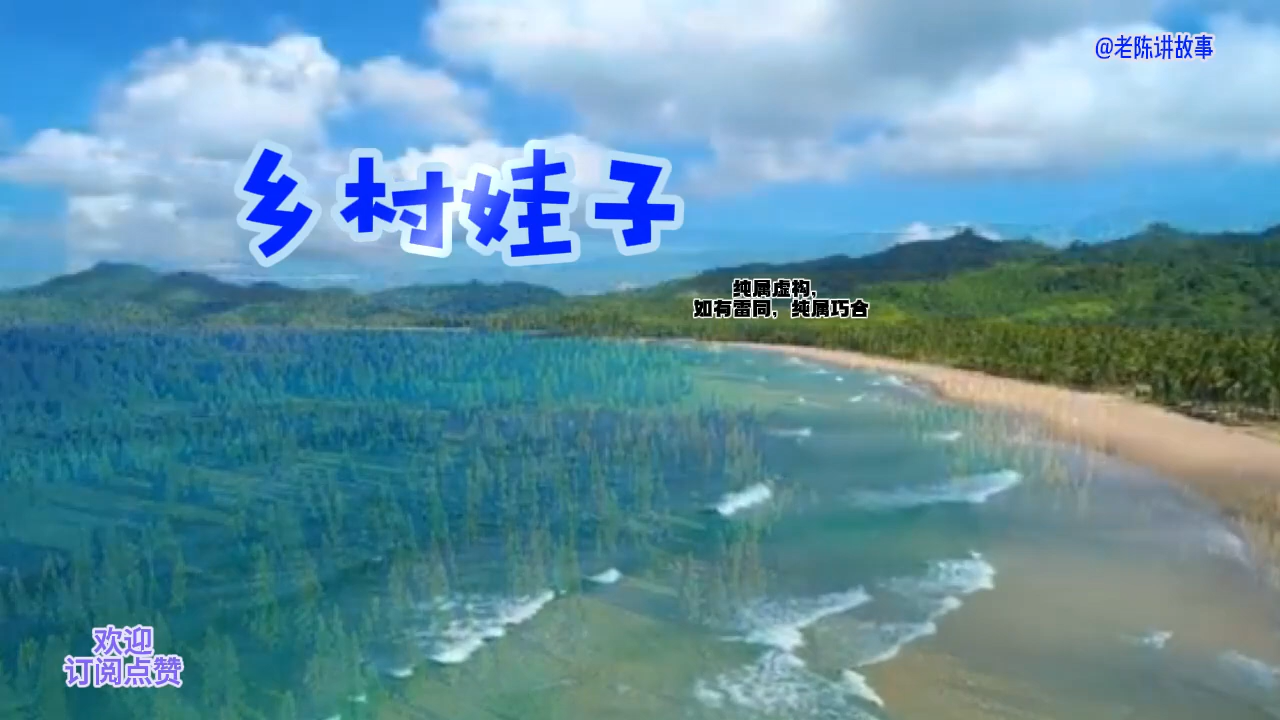 @老陈讲故事
乡村娃子
纯属虚构，
如有雷同，纯属巧合
欢迎
订阅点赞